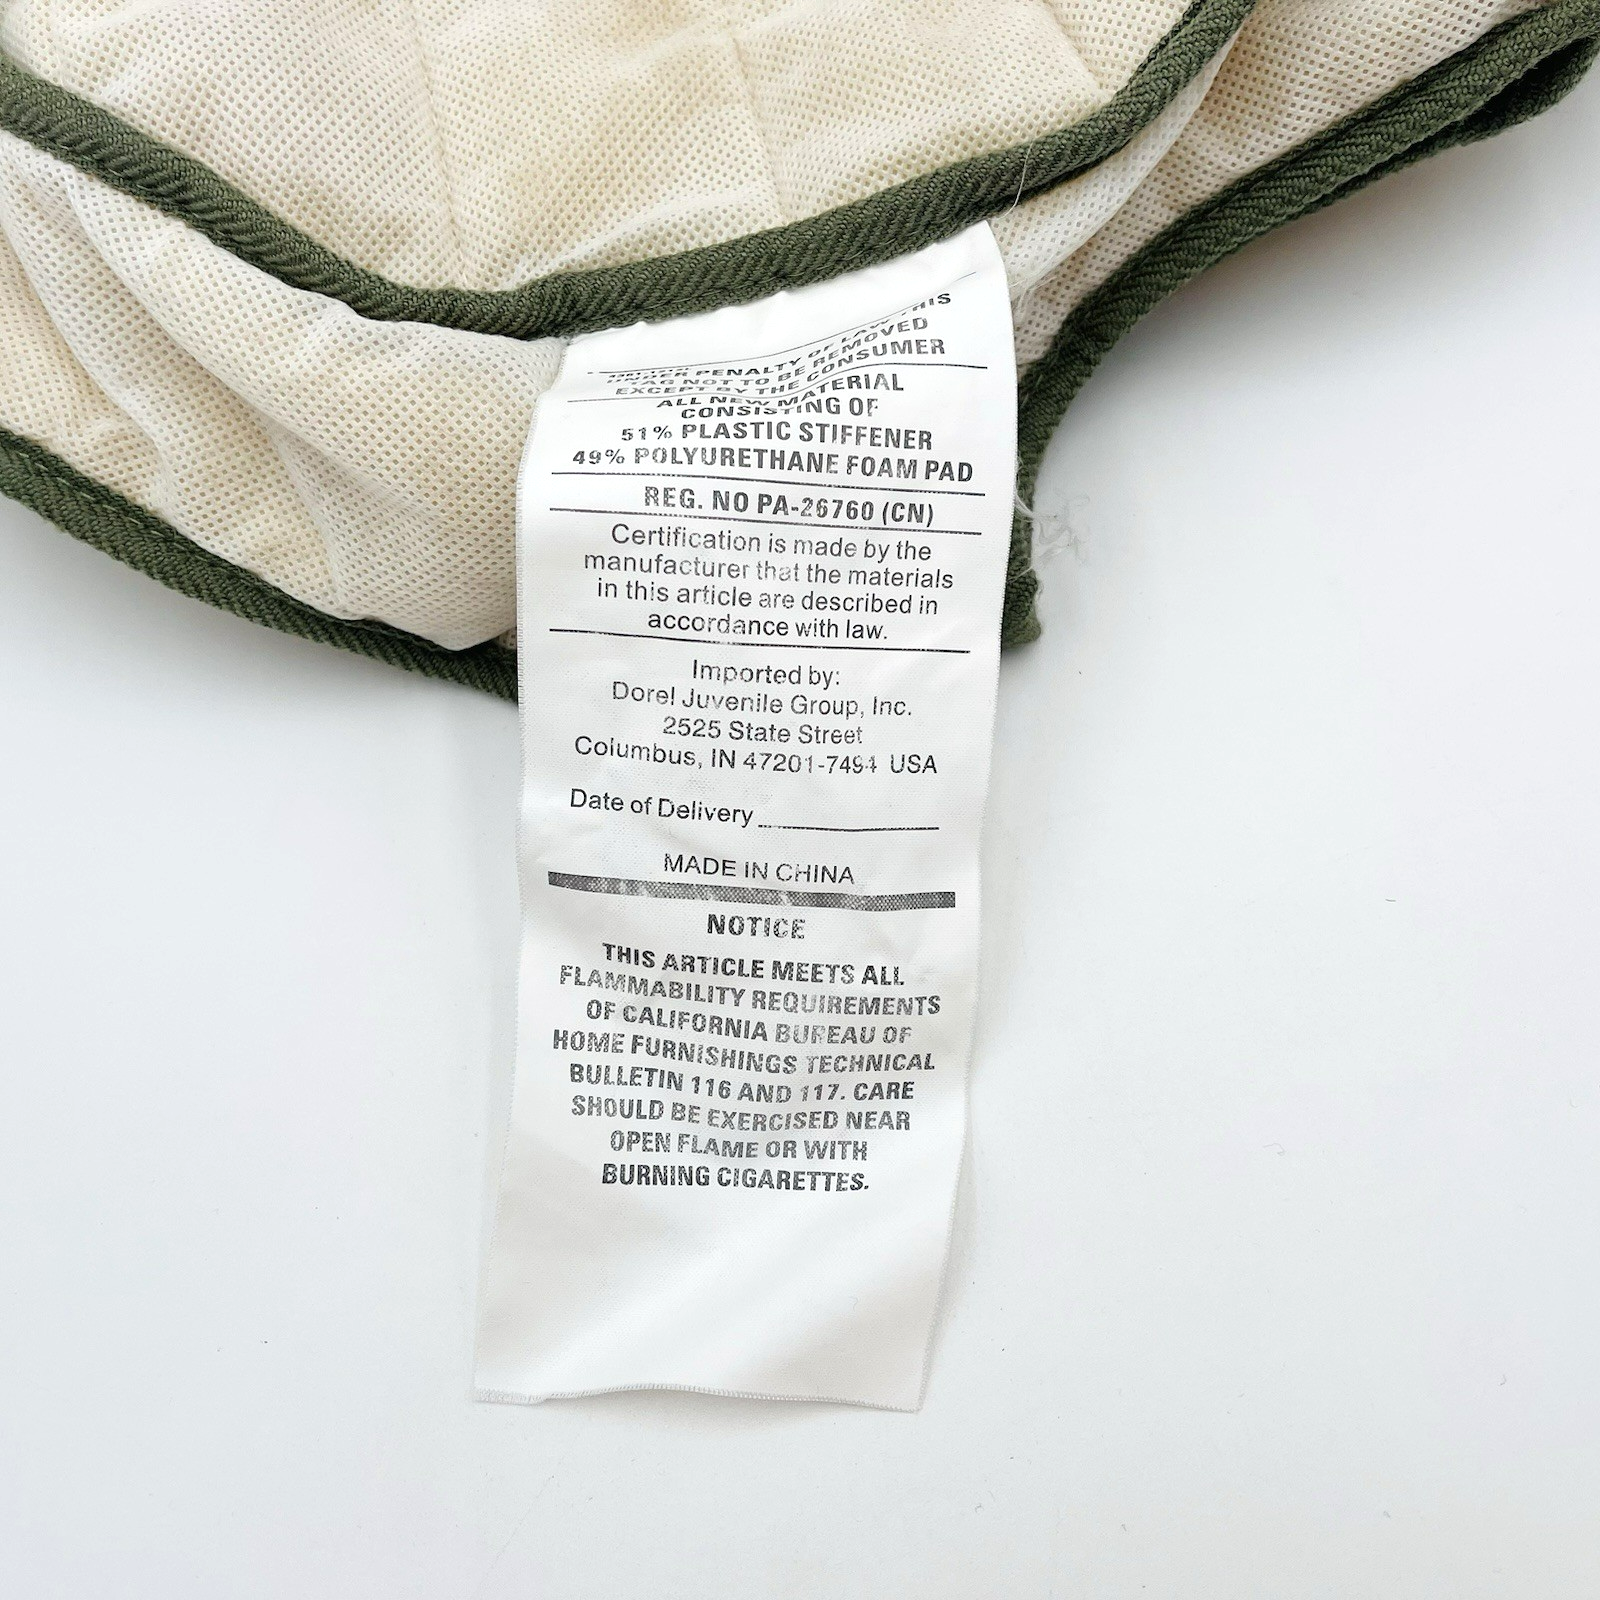 UNDER PENALTY OF LAW THIS
TAG NOT TO BE REMOVED
EXCEPT BY THE CONSUMER
ALL NEW MATERIAL
CONSISTING OF
51% PLASTIC STIFFENER
49% POLYURETHANE FOAM PAD
REG. NO PA-26760 (CN)
Certification is made by the
manufacturer that the materials
in this article are described in
accordance with law.
Imported by:
Dorel Juvenile Group, Inc.
2525 State Street
Columbus, IN 47201-7494 USA
Date of Delivery
MADE IN CHINA
NOTICE
THIS ARTICLE MEETS ALL
FLAMMABILITY REQUIREMENTS
OF CALIFORNIA BUREAU OF
HOME FURNISHINGS TECHNICAL
BULLETIN 116 AND 117. CARE
SHOULD BE EXERCISED NEAR
OPEN FLAME OR WITH
BURNING CIGARETTES.